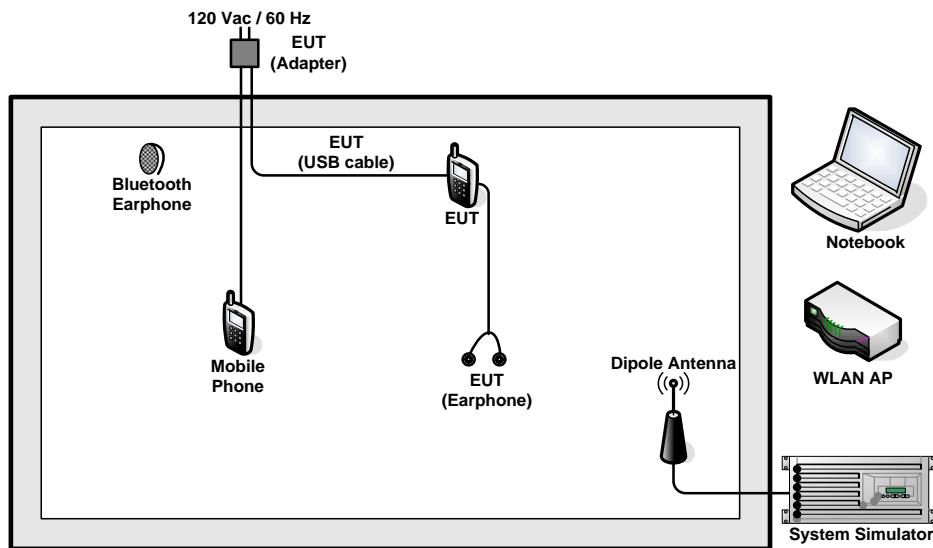 120 Vac / 60 Hz
EUT
(Adapter)
EUT
(USB cable)
Bluetooth
Earphone
EUT
Notebook
Mobile
Phone
EUT
(Earphone)
Dipole Antenna
WLAN AP
System Simulator